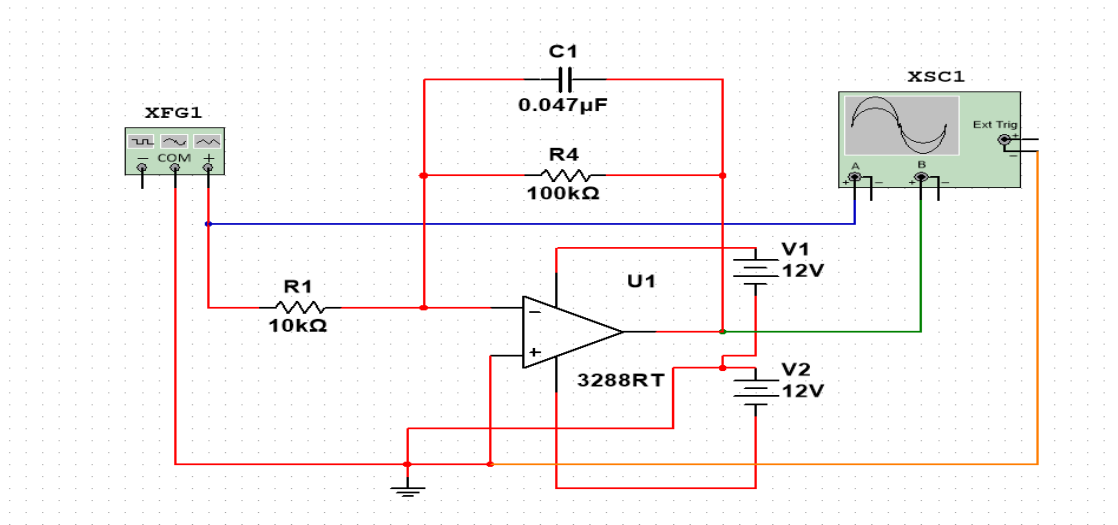 C1
0.047µF
XFG1
COM
R4
100kΩ
XSC1
Ext Trig
A
B
R1
10kΩ
U1
3288RT
V1
12V
V2
12V